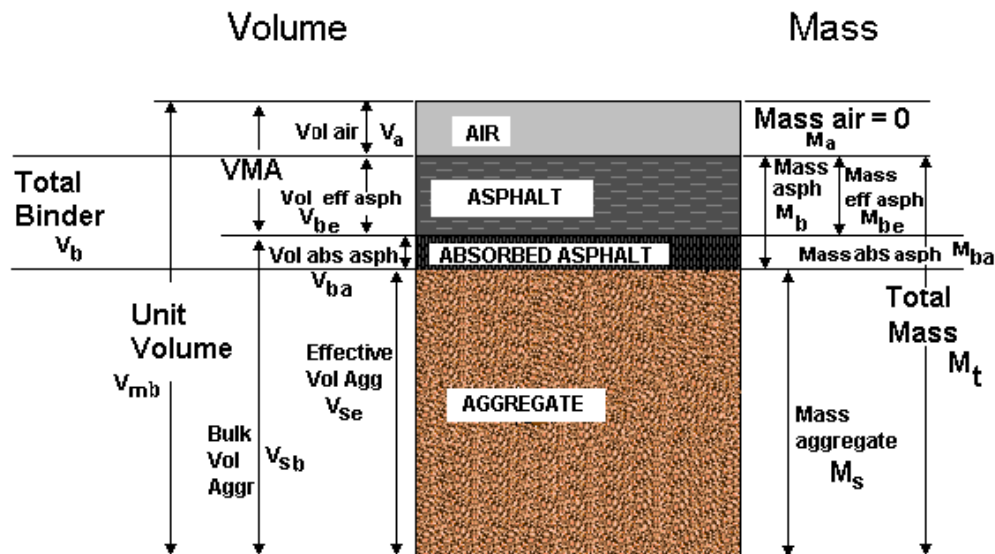 Volume
Mass
Vol air
Va
AIR
Mass air = 0
Ma
VMA
Total
Binder
Vb
Vol eff asph
Vbe
ASPHALT
Mass
asph
Mb
Mass
eff asph
Mbe
Vol abs asph
Vba
ABSORBED ASPHALT
Mass abs asph
Mba
Unit
Volume
Vmb
Effective
Vol Agg
Vse
Total
Mass
Mt
AGGREGATE
Bulk
Vol
Aggr
Vsb
Mass
aggregate
Ms